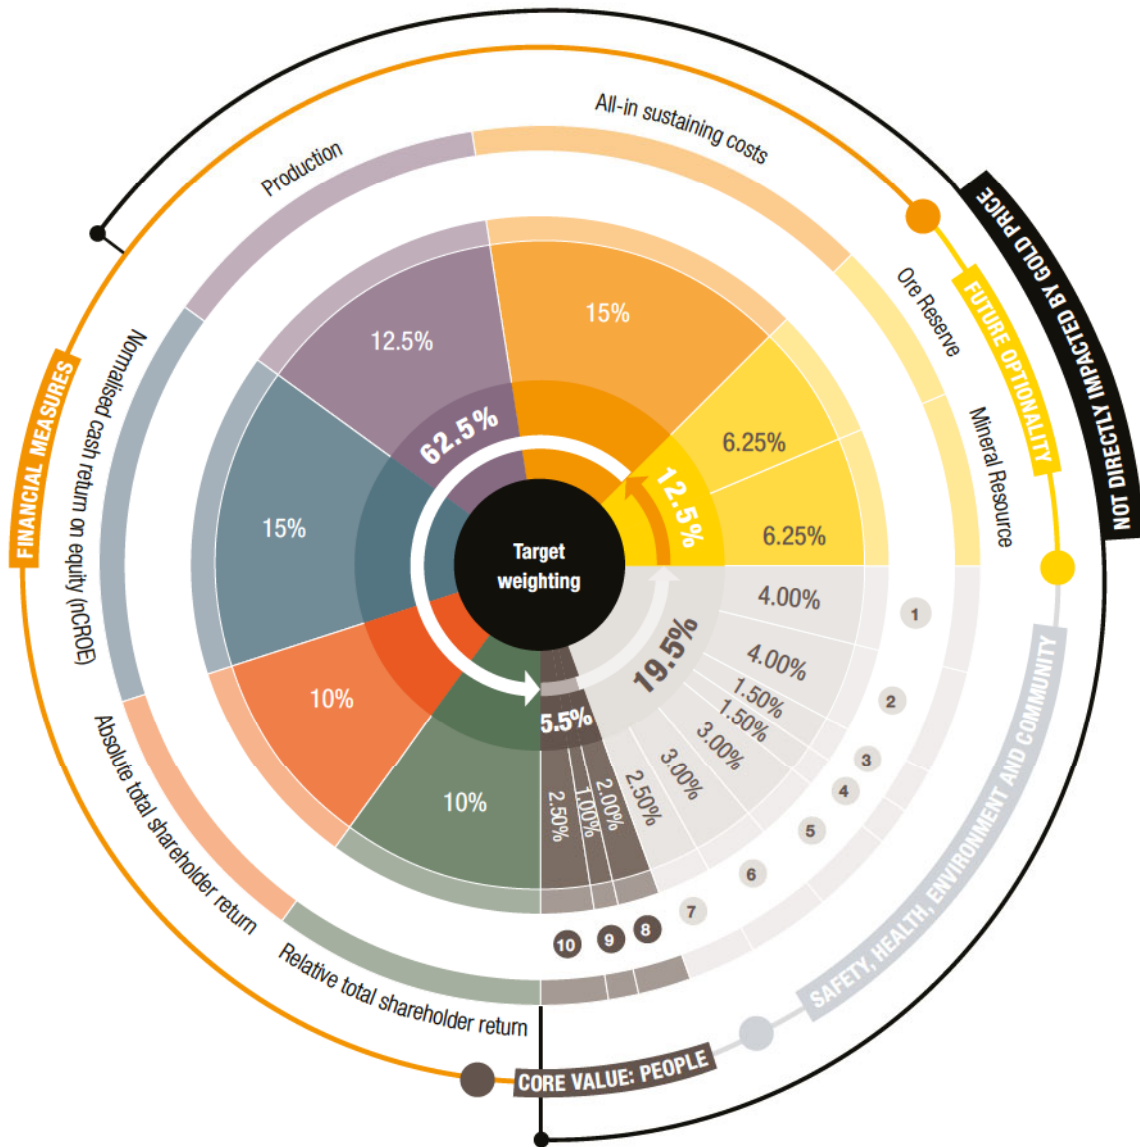 All-in sustaining costs
Production
NOT DIRECTLY IMPACTED BY GOLD PRICE
FUTURE OPTIONALITY
Ore Reserve
Mineral Resource
FINANCIAL MEASURES
Normalised cash return on equity (nCROE)
15%
12.5%
62.5%
6.25%
12.5%
6.25%
15%
Target
weighting
4.00%
1
4.00%
2
19.5%
1.50%
3
1.50%
4
3.00%
5
3.00%
6
2.50%
7
10%
10%
5.5%
2.50%
1.00%
2.00%
10
9
8
Absolute total shareholder return
Relative total shareholder return
SAFETY, HEALTH, ENVIRONMENT AND COMMUNITY
CORE VALUE: PEOPLE